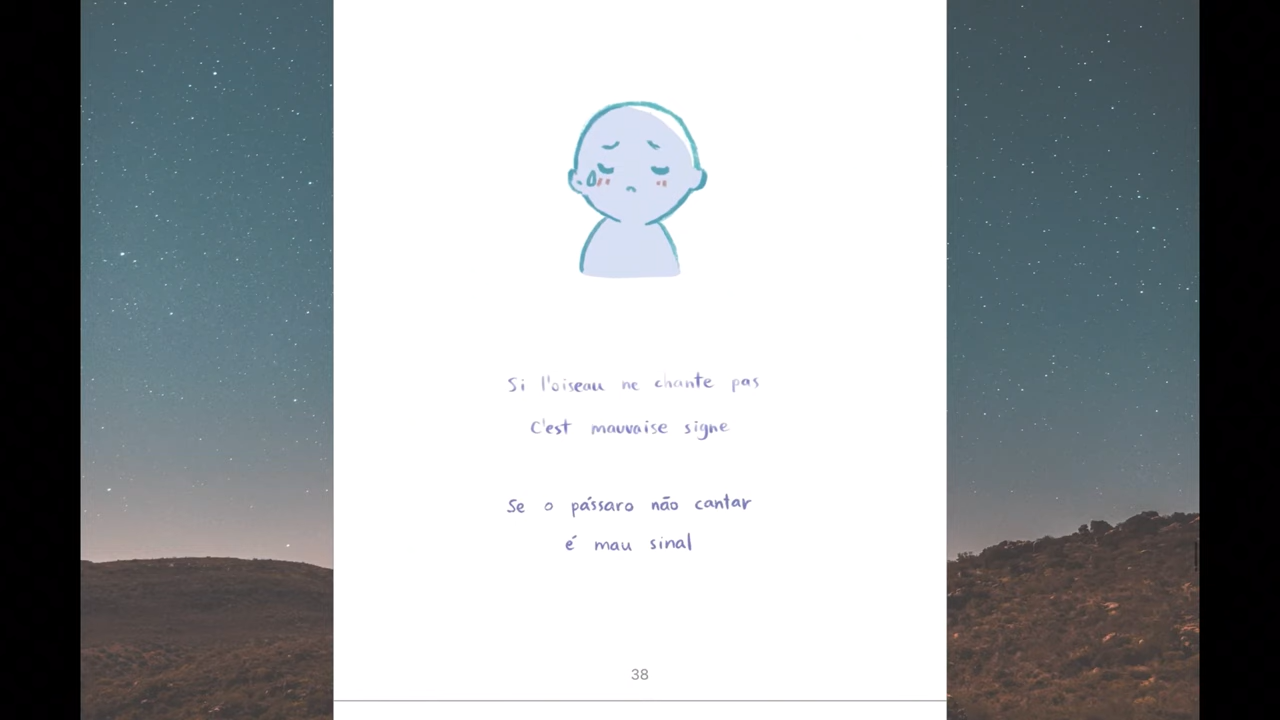 Si l'oiseau ne chante pas
C'est mauvaise signe
Se o pássaro não cantar
é mau sinal
38